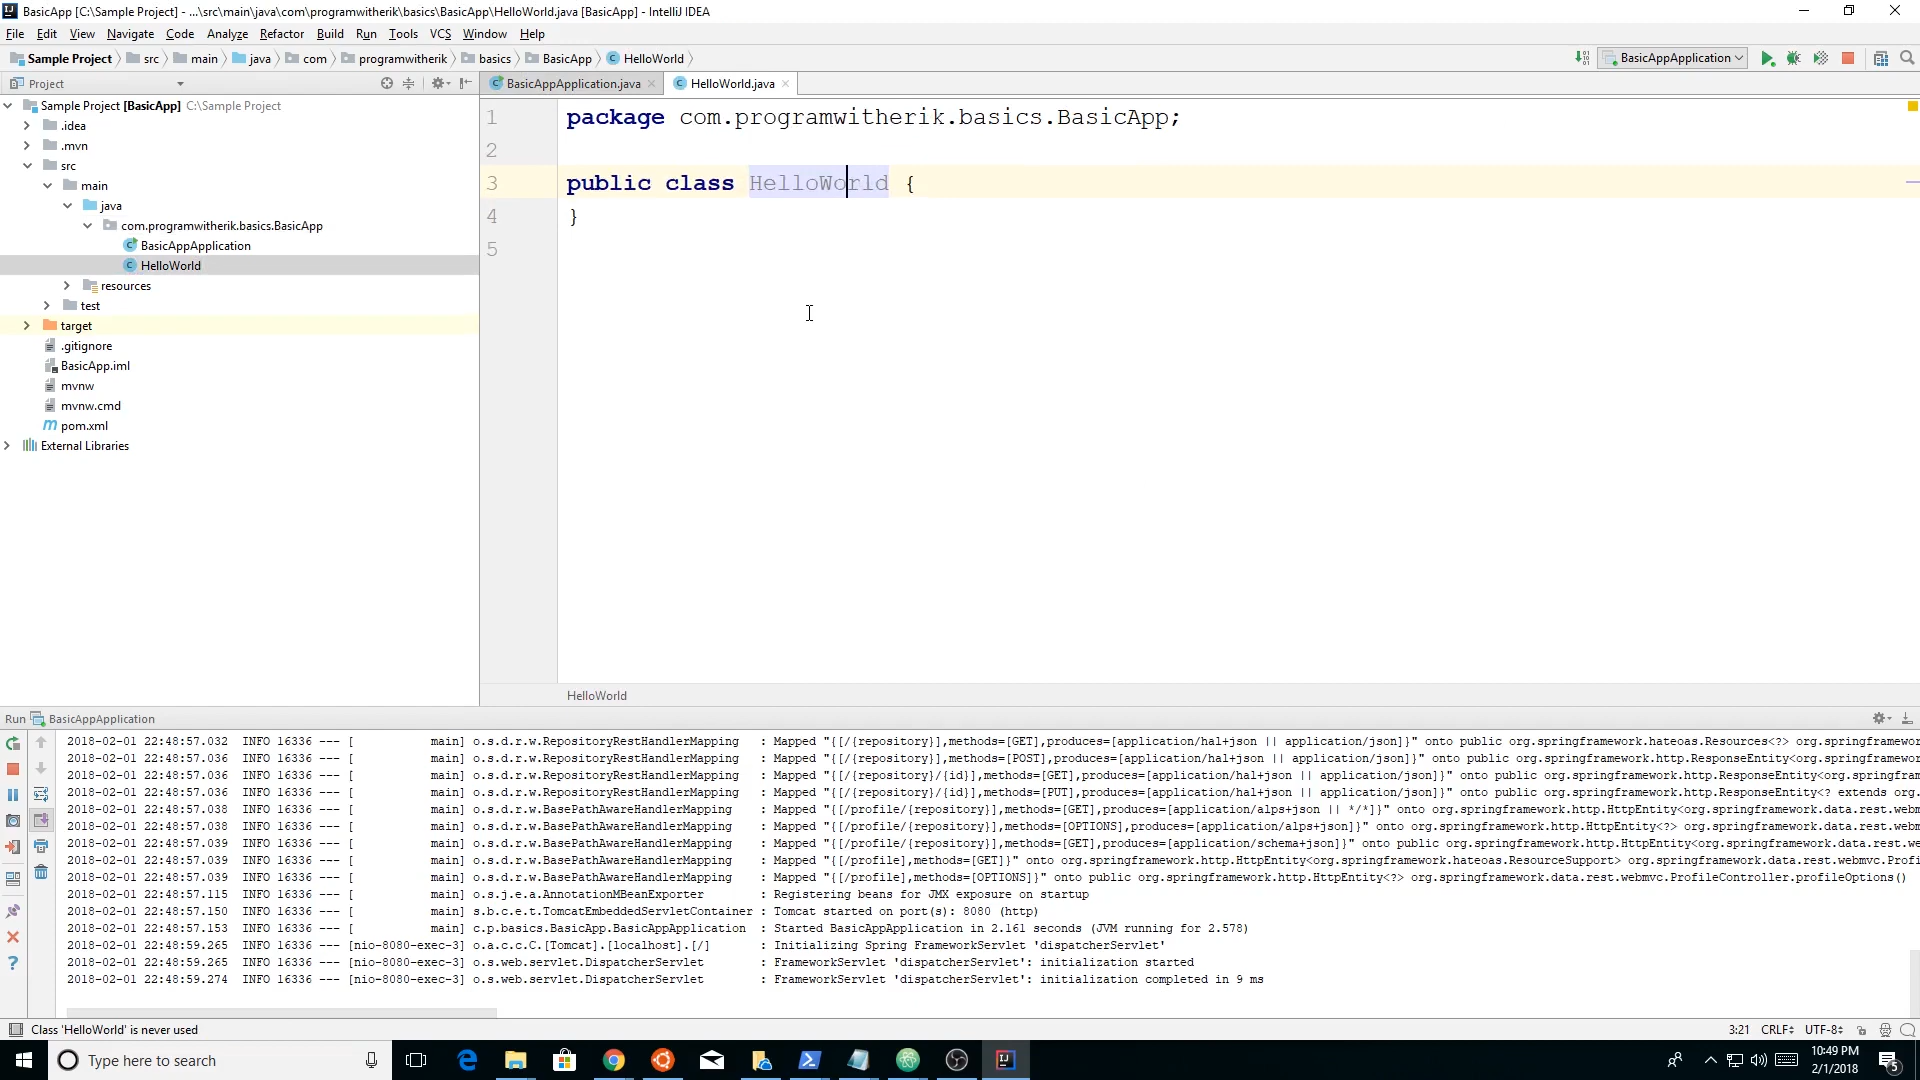 BasicApp [C:\Sample Project] - ...\src\main\java\com\programwitherik\basics\BasicApp\HelloWorld.java [BasicApp] - IntelliJ IDEA
File Edit View Navigate Code Analyze Refactor Build Run Tools VCS Window Help
Sample Project src main java com programwitherik basics BasicApp HelloWorld
BasicAppApplication
Project
BasicAppApplication.java HelloWorld.java
Sample Project [BasicApp] C:\Sample Project
.idea
.mvn
src
main
java
com.programwitherik.basics.BasicApp
BasicAppApplication
HelloWorld
resources
test
target
.gitignore
BasicApp.iml
mvnw
mvnw.cmd
pom.xml
External Libraries
1 package com.programwitherik.basics.BasicApp;
2
3 public class HelloWorld {
4 }
5
HelloWorld
Run BasicAppApplication
2018-02-01 22:48:57.032 INFO 16336 --- [ main] o.s.d.r.w.RepositoryRestHandlerMapping : Mapped "{[/{repository}],methods=[GET],produces=[application/hal+json || application/json]}" onto public org.springframework.hateoas.Resources<?> org.springframewor
2018-02-01 22:48:57.036 INFO 16336 --- [ main] o.s.d.r.w.RepositoryRestHandlerMapping : Mapped "{[/{repository}],methods=[POST],produces=[application/hal+json || application/json]}" onto public org.springframework.http.ResponseEntity<org.springframew
2018-02-01 22:48:57.036 INFO 16336 --- [ main] o.s.d.r.w.RepositoryRestHandlerMapping : Mapped "{[/{repository}/{id}],methods=[GET],produces=[application/hal+json || application/json]}" onto public org.springframework.http.ResponseEntity<org.springfr
2018-02-01 22:48:57.036 INFO 16336 --- [ main] o.s.d.r.w.RepositoryRestHandlerMapping : Mapped "{[/{repository}/{id}],methods=[PUT],produces=[application/hal+json || application/json]}" onto public org.springframework.http.ResponseEntity<? extends org.
2018-02-01 22:48:57.038 INFO 16336 --- [ main] o.s.d.r.w.BasePathAwareHandlerMapping : Mapped "{[/profile/{repository}],methods=[GET],produces=[application/alps+json || */*]}" onto org.springframework.http.HttpEntity<org.springframework.data.rest.webm
2018-02-01 22:48:57.038 INFO 16336 --- [ main] o.s.d.r.w.BasePathAwareHandlerMapping : Mapped "{[/profile/{repository}],methods=[OPTIONS],produces=[application/alps+json]}" onto org.springframework.http.HttpEntity<?> org.springframework.data.rest.webmv
2018-02-01 22:48:57.039 INFO 16336 --- [ main] o.s.d.r.w.BasePathAwareHandlerMapping : Mapped "{[/profile/{repository}],methods=[GET],produces=[application/schema+json]}" onto public org.springframework.http.HttpEntity<org.springframework.data.rest.w
2018-02-01 22:48:57.039 INFO 16336 --- [ main] o.s.d.r.w.BasePathAwareHandlerMapping : Mapped "{[/profile],methods=[GET]}" onto org.springframework.http.HttpEntity<org.springframework.hateoas.ResourceSupport> org.springframework.data.rest.webmvc.Profi
2018-02-01 22:48:57.039 INFO 16336 --- [ main] o.s.d.r.w.BasePathAwareHandlerMapping : Mapped "{[/profile],methods=[OPTIONS]}" onto public org.springframework.http.HttpEntity<?> org.springframework.data.rest.webmvc.ProfileController.profileOptions()
2018-02-01 22:48:57.115 INFO 16336 --- [ main] o.s.j.e.a.AnnotationMBeanExporter : Registering beans for JMX exposure on startup
2018-02-01 22:48:57.150 INFO 16336 --- [ main] s.b.c.e.t.TomcatEmbeddedServletContainer : Tomcat started on port(s): 8080 (http)
2018-02-01 22:48:57.153 INFO 16336 --- [ main] c.p.basics.BasicApp.BasicAppApplication : Started BasicAppApplication in 2.161 seconds (JVM running for 2.578)
2018-02-01 22:48:59.265 INFO 16336 --- [nio-8080-exec-3] o.a.c.c.C.[Tomcat].[localhost].[/] : Initializing Spring FrameworkServlet 'dispatcherServlet'
2018-02-01 22:48:59.265 INFO 16336 --- [nio-8080-exec-3] o.s.web.servlet.DispatcherServlet : FrameworkServlet 'dispatcherServlet': initialization started
2018-02-01 22:48:59.274 INFO 16336 --- [nio-8080-exec-3] o.s.web.servlet.DispatcherServlet : FrameworkServlet 'dispatcherServlet': initialization completed in 9 ms
Class 'HelloWorld' is never used
3:21 CRLF UTF-8
Type here to search
10:49 PM
2/1/2018
5